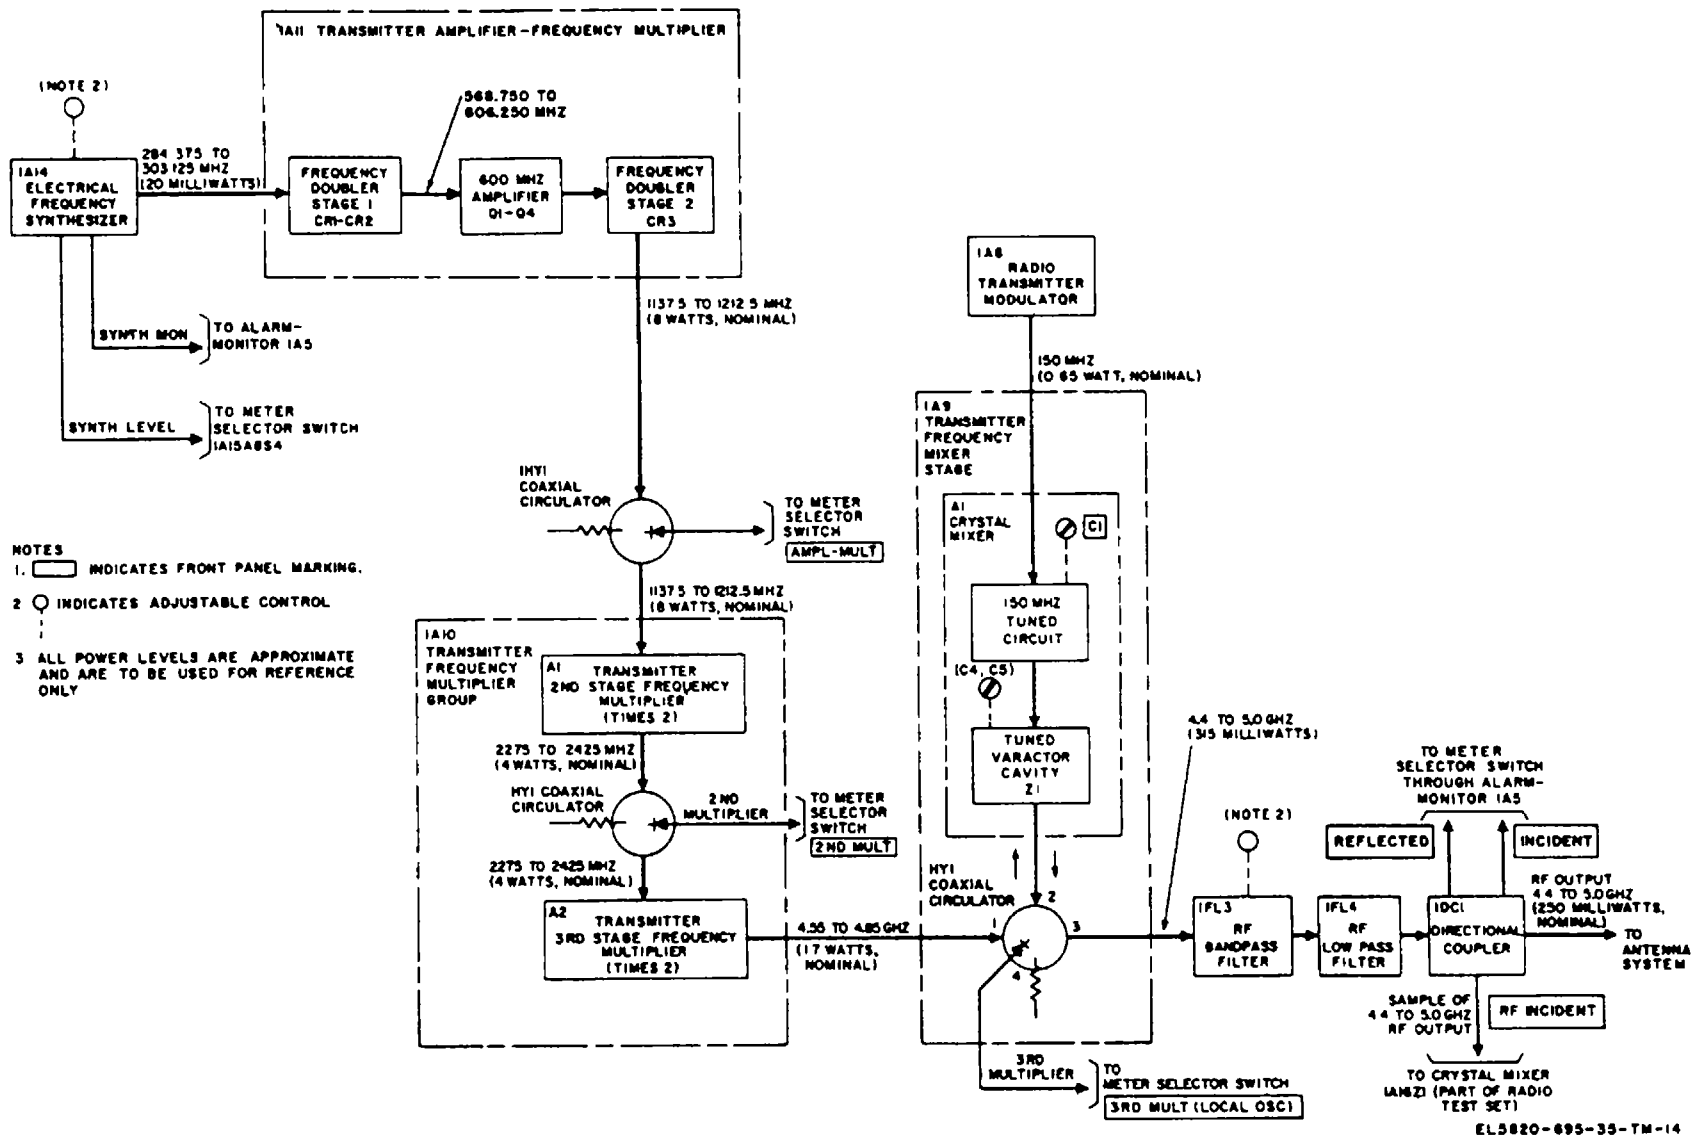 1A11 TRANSMITTER AMPLIFIER-FREQUENCY MULTIPLIER
(NOTE 2)
568.750 TO
606.250 MHZ
284.375 TO
303.125 MHZ
(20 MILLIWATTS)
1A14
ELECTRICAL
FREQUENCY
SYNTHESIZER
FREQUENCY
DOUBLER
STAGE 1
CR1-CR2
600 MHZ
AMPLIFIER
Q1-Q4
FREQUENCY
DOUBLER
STAGE 2
CR3
1137.5 TO 1212.5 MHZ
(8 WATTS, NOMINAL)
SYNTH MON
TO ALARM-
MONITOR 1A5
SYNTH LEVEL
TO METER
SELECTOR SWITCH
1A15A8S4
1A8
RADIO
TRANSMITTER
MODULATOR
150 MHZ
(0.65 WATT, NOMINAL)
1A9
TRANSMITTER
FREQUENCY
MIXER
STAGE
1HY1
COAXIAL
CIRCULATOR
TO METER
SELECTOR
SWITCH
AMPL-MULT
A1
CRYSTAL
MIXER
C1
NOTES
1. INDICATES FRONT PANEL MARKING.
2 INDICATES ADJUSTABLE CONTROL
3 ALL POWER LEVELS ARE APPROXIMATE
AND ARE TO BE USED FOR REFERENCE
ONLY
1137.5 TO 1212.5 MHZ
(8 WATTS, NOMINAL)
1A10
TRANSMITTER
FREQUENCY
MULTIPLIER
GROUP
A1
TRANSMITTER
2ND STAGE FREQUENCY
MULTIPLIER
(TIMES 2)
150 MHZ
TUNED
CIRCUIT
(C4, C5)
TUNED
VARACTOR
CAVITY
Z1
2275 TO 2425 MHZ
(4 WATTS, NOMINAL)
HY1 COAXIAL
CIRCULATOR
2ND
MULTIPLIER
TO METER
SELECTOR
SWITCH
2ND MULT
2275 TO 2425 MHZ
(4 WATTS, NOMINAL)
A2
TRANSMITTER
3RD STAGE FREQUENCY
MULTIPLIER
(TIMES 2)
4.55 TO 4.85 GHZ
(1.7 WATTS,
NOMINAL)
HY1
COAXIAL
CIRCULATOR
1
2
3
4
4.4 TO 5.0 GHZ
(315 MILLIWATTS)
(NOTE 2)
1FL3
RF
BANDPASS
FILTER
1FL4
RF
LOW PASS
FILTER
1DC1
DIRECTIONAL
COUPLER
TO METER
SELECTOR SWITCH
THROUGH ALARM-
MONITOR 1A5
REFLECTED
INCIDENT
RF OUTPUT
4.4 TO 5.0 GHZ
(250 MILLIWATTS,
NOMINAL)
TO
ANTENNA
SYSTEM
SAMPLE OF
4.4 TO 5.0 GHZ
RF OUTPUT
RF INCIDENT
TO CRYSTAL MIXER
1A16Z1 (PART OF RADIO
TEST SET)
3RD
MULTIPLIER
TO
METER SELECTOR SWITCH
3RD MULT (LOCAL OSC)
EL5820-695-35-TM-14